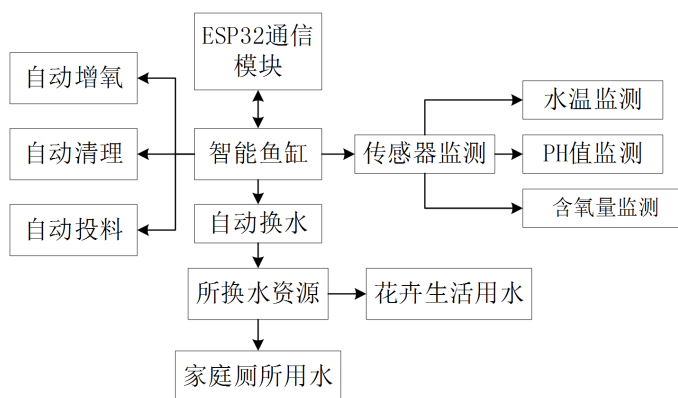 ESP32通信
模块
自动增氧
水温监测
自动清理
智能鱼缸
传感器监测
PH值监测
自动投料
自动换水
含氧量监测
所换水资源
花卉生活用水
家庭厕所用水